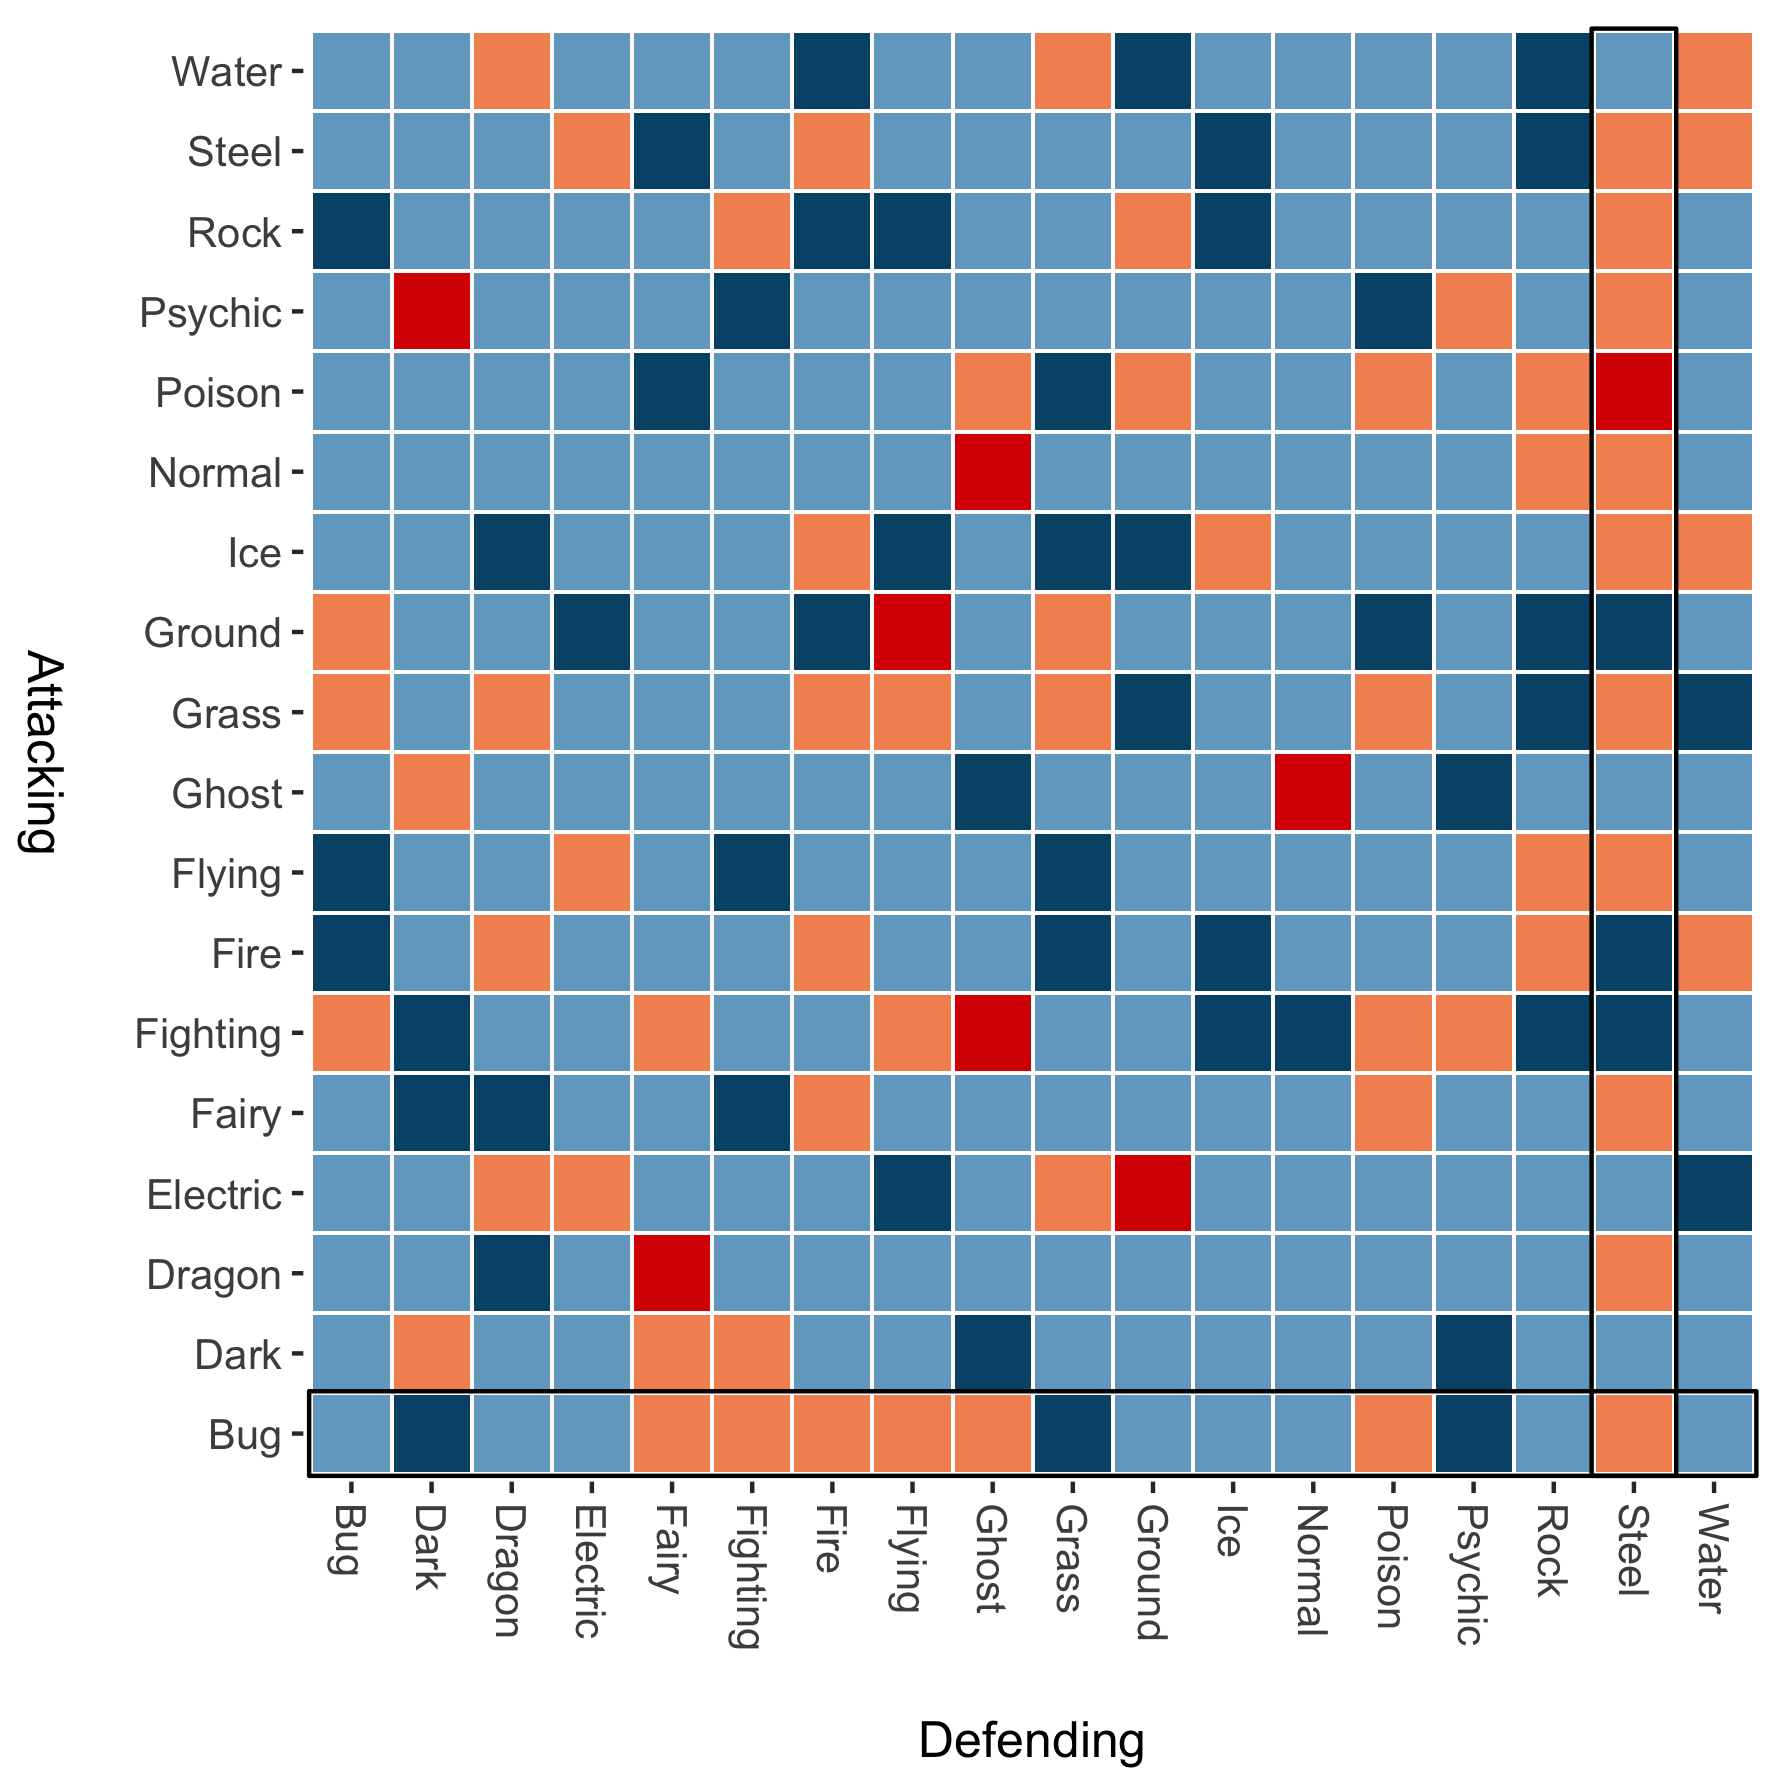 Attacking
Water
Steel
Rock
Psychic
Poison
Normal
Ice
Ground
Grass
Ghost
Flying
Fire
Fighting
Fairy
Electric
Dragon
Dark
Bug
Bug
Dark
Dragon
Electric
Fairy
Fighting
Fire
Flying
Ghost
Grass
Ground
Ice
Normal
Poison
Psychic
Rock
Steel
Water
Defending